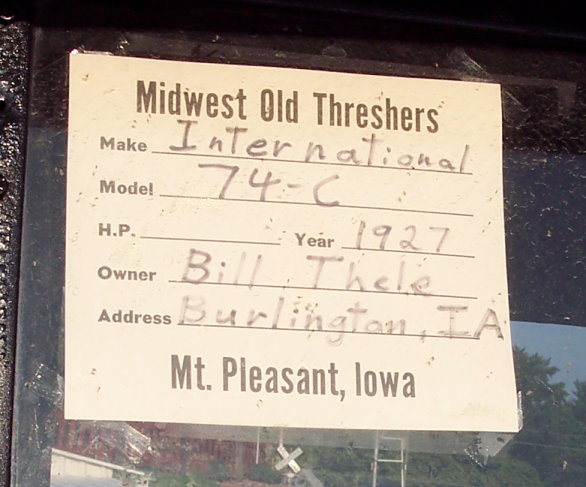 Midwest Old Threshers
Make International
Model 74-C
H.P. Year 1927
Owner Bill Thele
Address Burlington, IA
Mt. Pleasant, Iowa